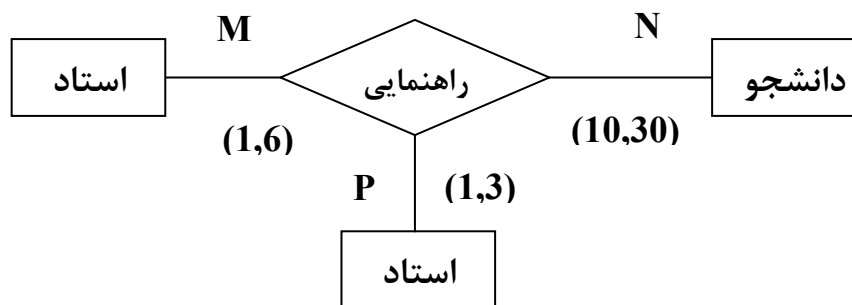 M
N
استاد
راهنمایی
دانشجو
(1,6)
(10,30)
P
(1,3)
استاد